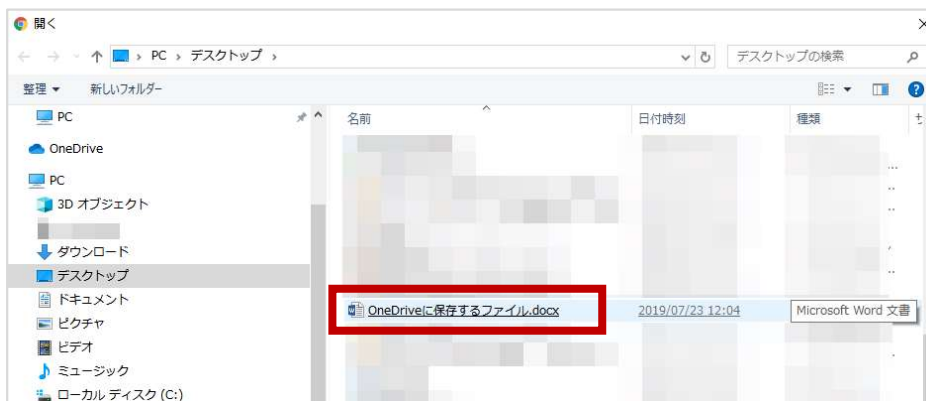 開く
PC › デスクトップ ›
デスクトップの検索
整理
新しいフォルダー
PC
OneDrive
PC
3D オブジェクト
ダウンロード
デスクトップ
ドキュメント
ピクチャ
ビデオ
ミュージック
ローカル ディスク (C:)
名前 日付時刻 種類
OneDriveに保存するファイル.docx 2019/07/23 12:04 Microsoft Word 文書